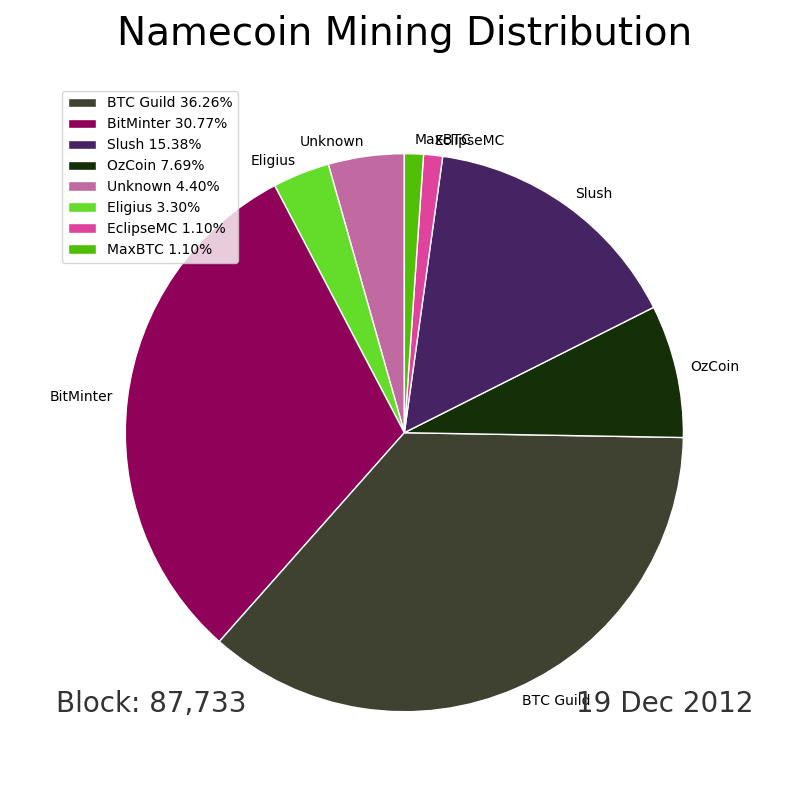 Namecoin Mining Distribution
BTC Guild 36.26%
BitMinter 30.77%
Slush 15.38%
OzCoin 7.69%
Unknown 4.40%
Eligius 3.30%
EclipseMC 1.10%
MaxBTC 1.10%
MaxBTC
EclipseMC
Unknown
Eligius
Slush
OzCoin
BitMinter
BTC Guild
Block: 87,733
19 Dec 2012